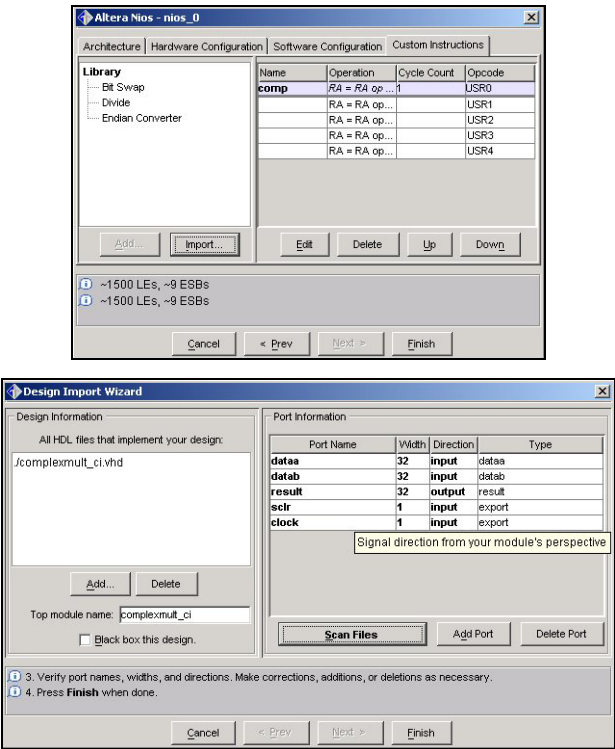 Altera Nios - nios_0
Architecture | Hardware Configuration | Software Configuration | Custom Instructions
Library
Bit Swap
Divide
Endian Converter
Name Operation Cycle Count Opcode
comp RA = RA op ... 1 USR0
RA = RA op... USR1
RA = RA op... USR2
RA = RA op... USR3
RA = RA op... USR4
Add... Import... Edit Delete Up Down
~1500 LEs, ~9 ESBs
~1500 LEs, ~9 ESBs
Cancel < Prev Next > Finish
Design Import Wizard
Design Information
All HDL files that implement your design:
./complexmult_ci.vhd
Add... Delete
Top module name: complexmult_ci
Black box this design.
Port Information
Port Name Width Direction Type
dataa 32 input dataa
datab 32 input datab
result 32 output result
sclr 1 input export
clock 1 input export
Signal direction from your module's perspective
Scan Files Add Port Delete Port
3. Verify port names, widths, and directions. Make corrections, additions, or deletions as necessary.
4. Press Finish when done.
Cancel < Prev Next > Finish